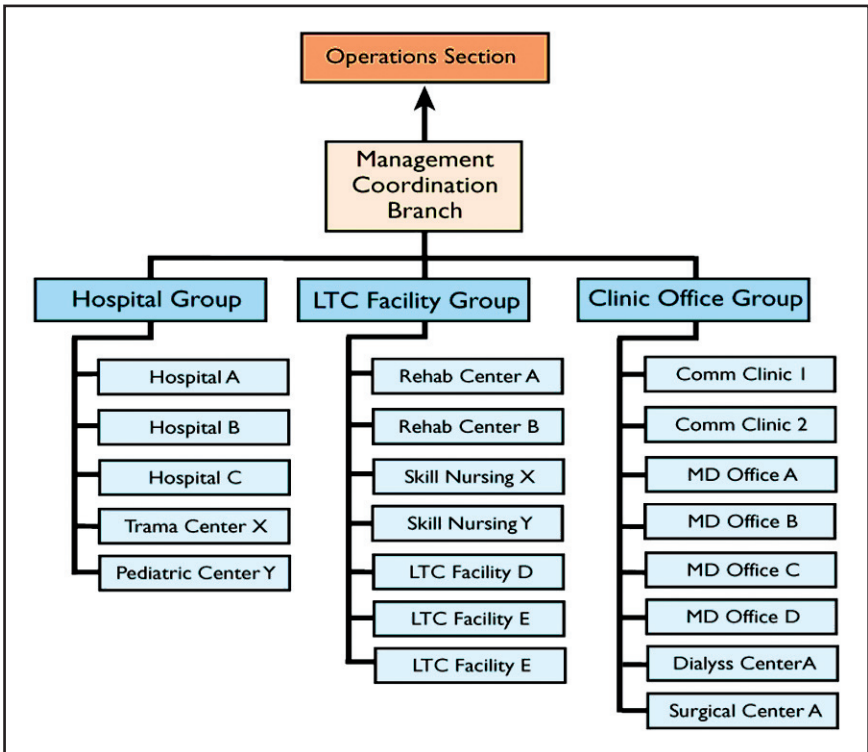 Operations Section
Management
Coordination
Branch
Hospital Group
Hospital A
Hospital B
Hospital C
Trama Center X
Pediatric Center Y
LTC Facility Group
Rehab Center A
Rehab Center B
Skill Nursing X
Skill Nursing Y
LTC Facility D
LTC Facility E
LTC Facility E
Clinic Office Group
Comm Clinic 1
Comm Clinic 2
MD Office A
MD Office B
MD Office C
MD Office D
Dialyss Center A
Surgical Center A